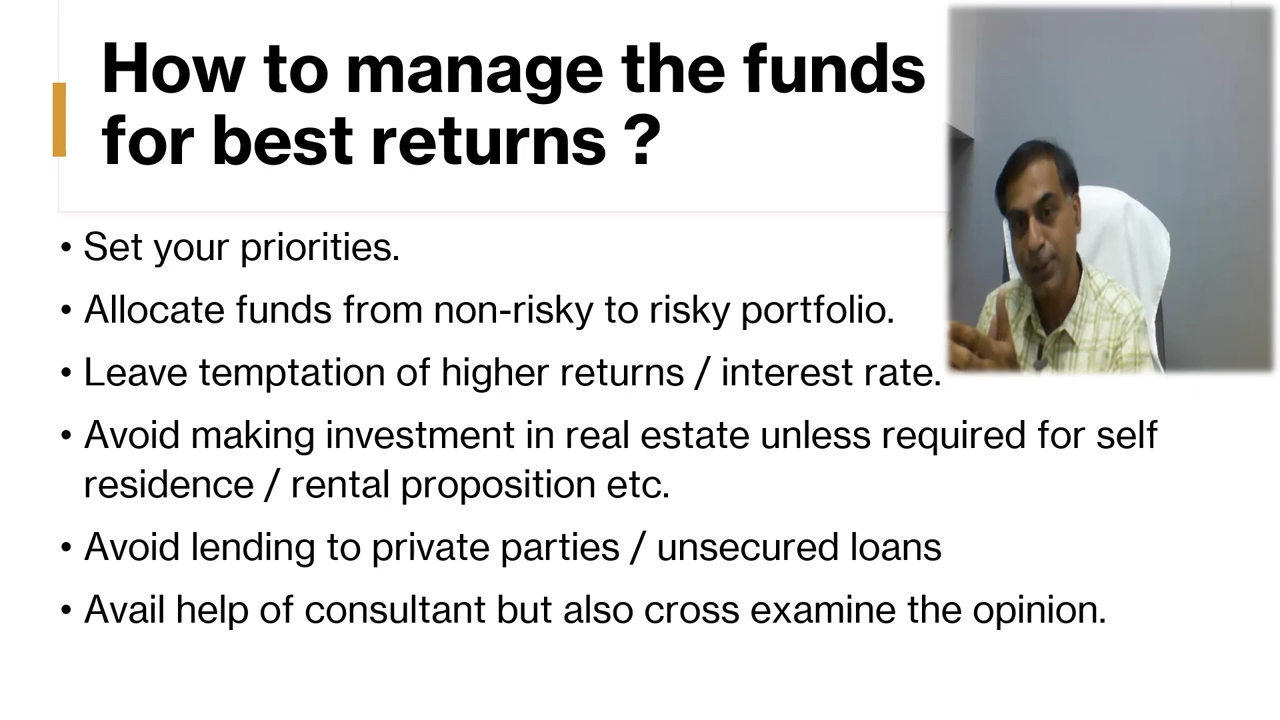 How to manage the funds
for best returns ?
• Set your priorities.
• Allocate funds from non-risky to risky portfolio.
• Leave temptation of higher returns / interest rate.
• Avoid making investment in real estate unless required for self
residence / rental proposition etc.
• Avoid lending to private parties / unsecured loans
• Avail help of consultant but also cross examine the opinion.